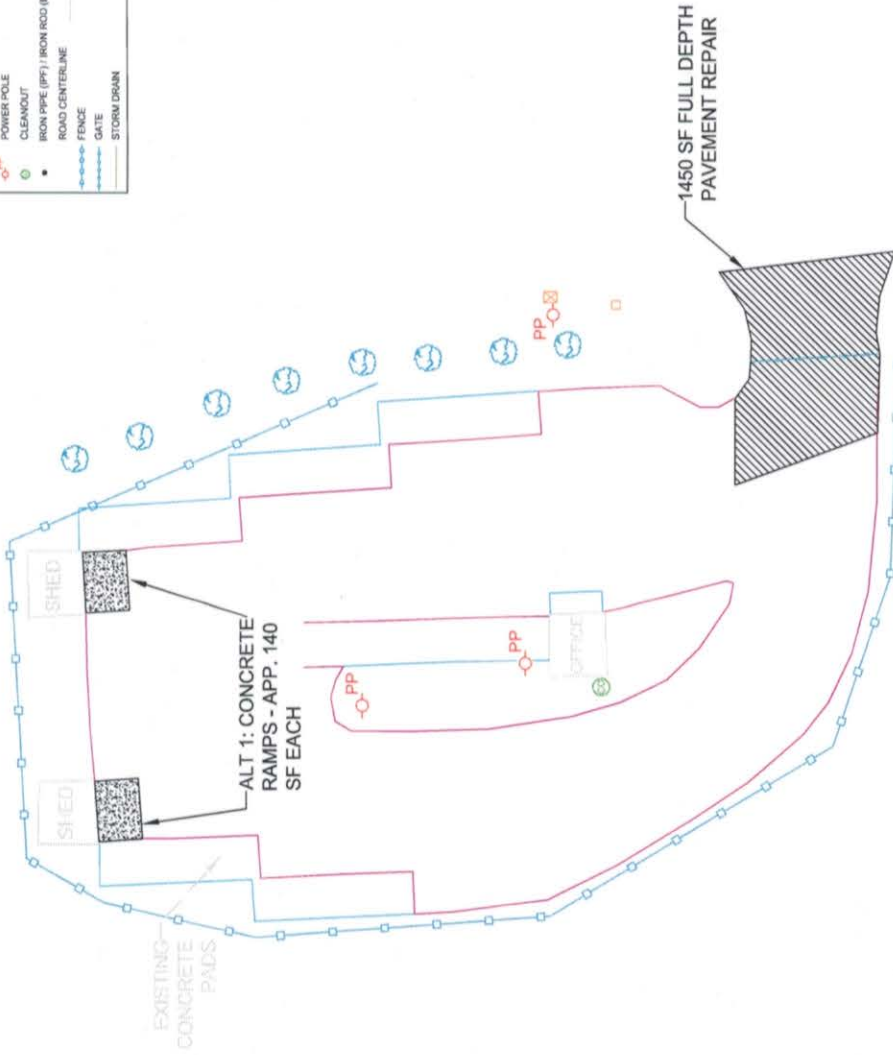 POWER POLE
CLEANOUT
IRON PIPE (IPF) / IRON ROD
ROAD CENTERLINE
FENCE
GATE
STORM DRAIN
1450 SF FULL DEPTH
PAVEMENT REPAIR
PP
SHED
SHED
ALT 1: CONCRETE
RAMPS - APP. 140
SF EACH
PP
PP
OFFICE
EXISTING
CONCRETE
PADS